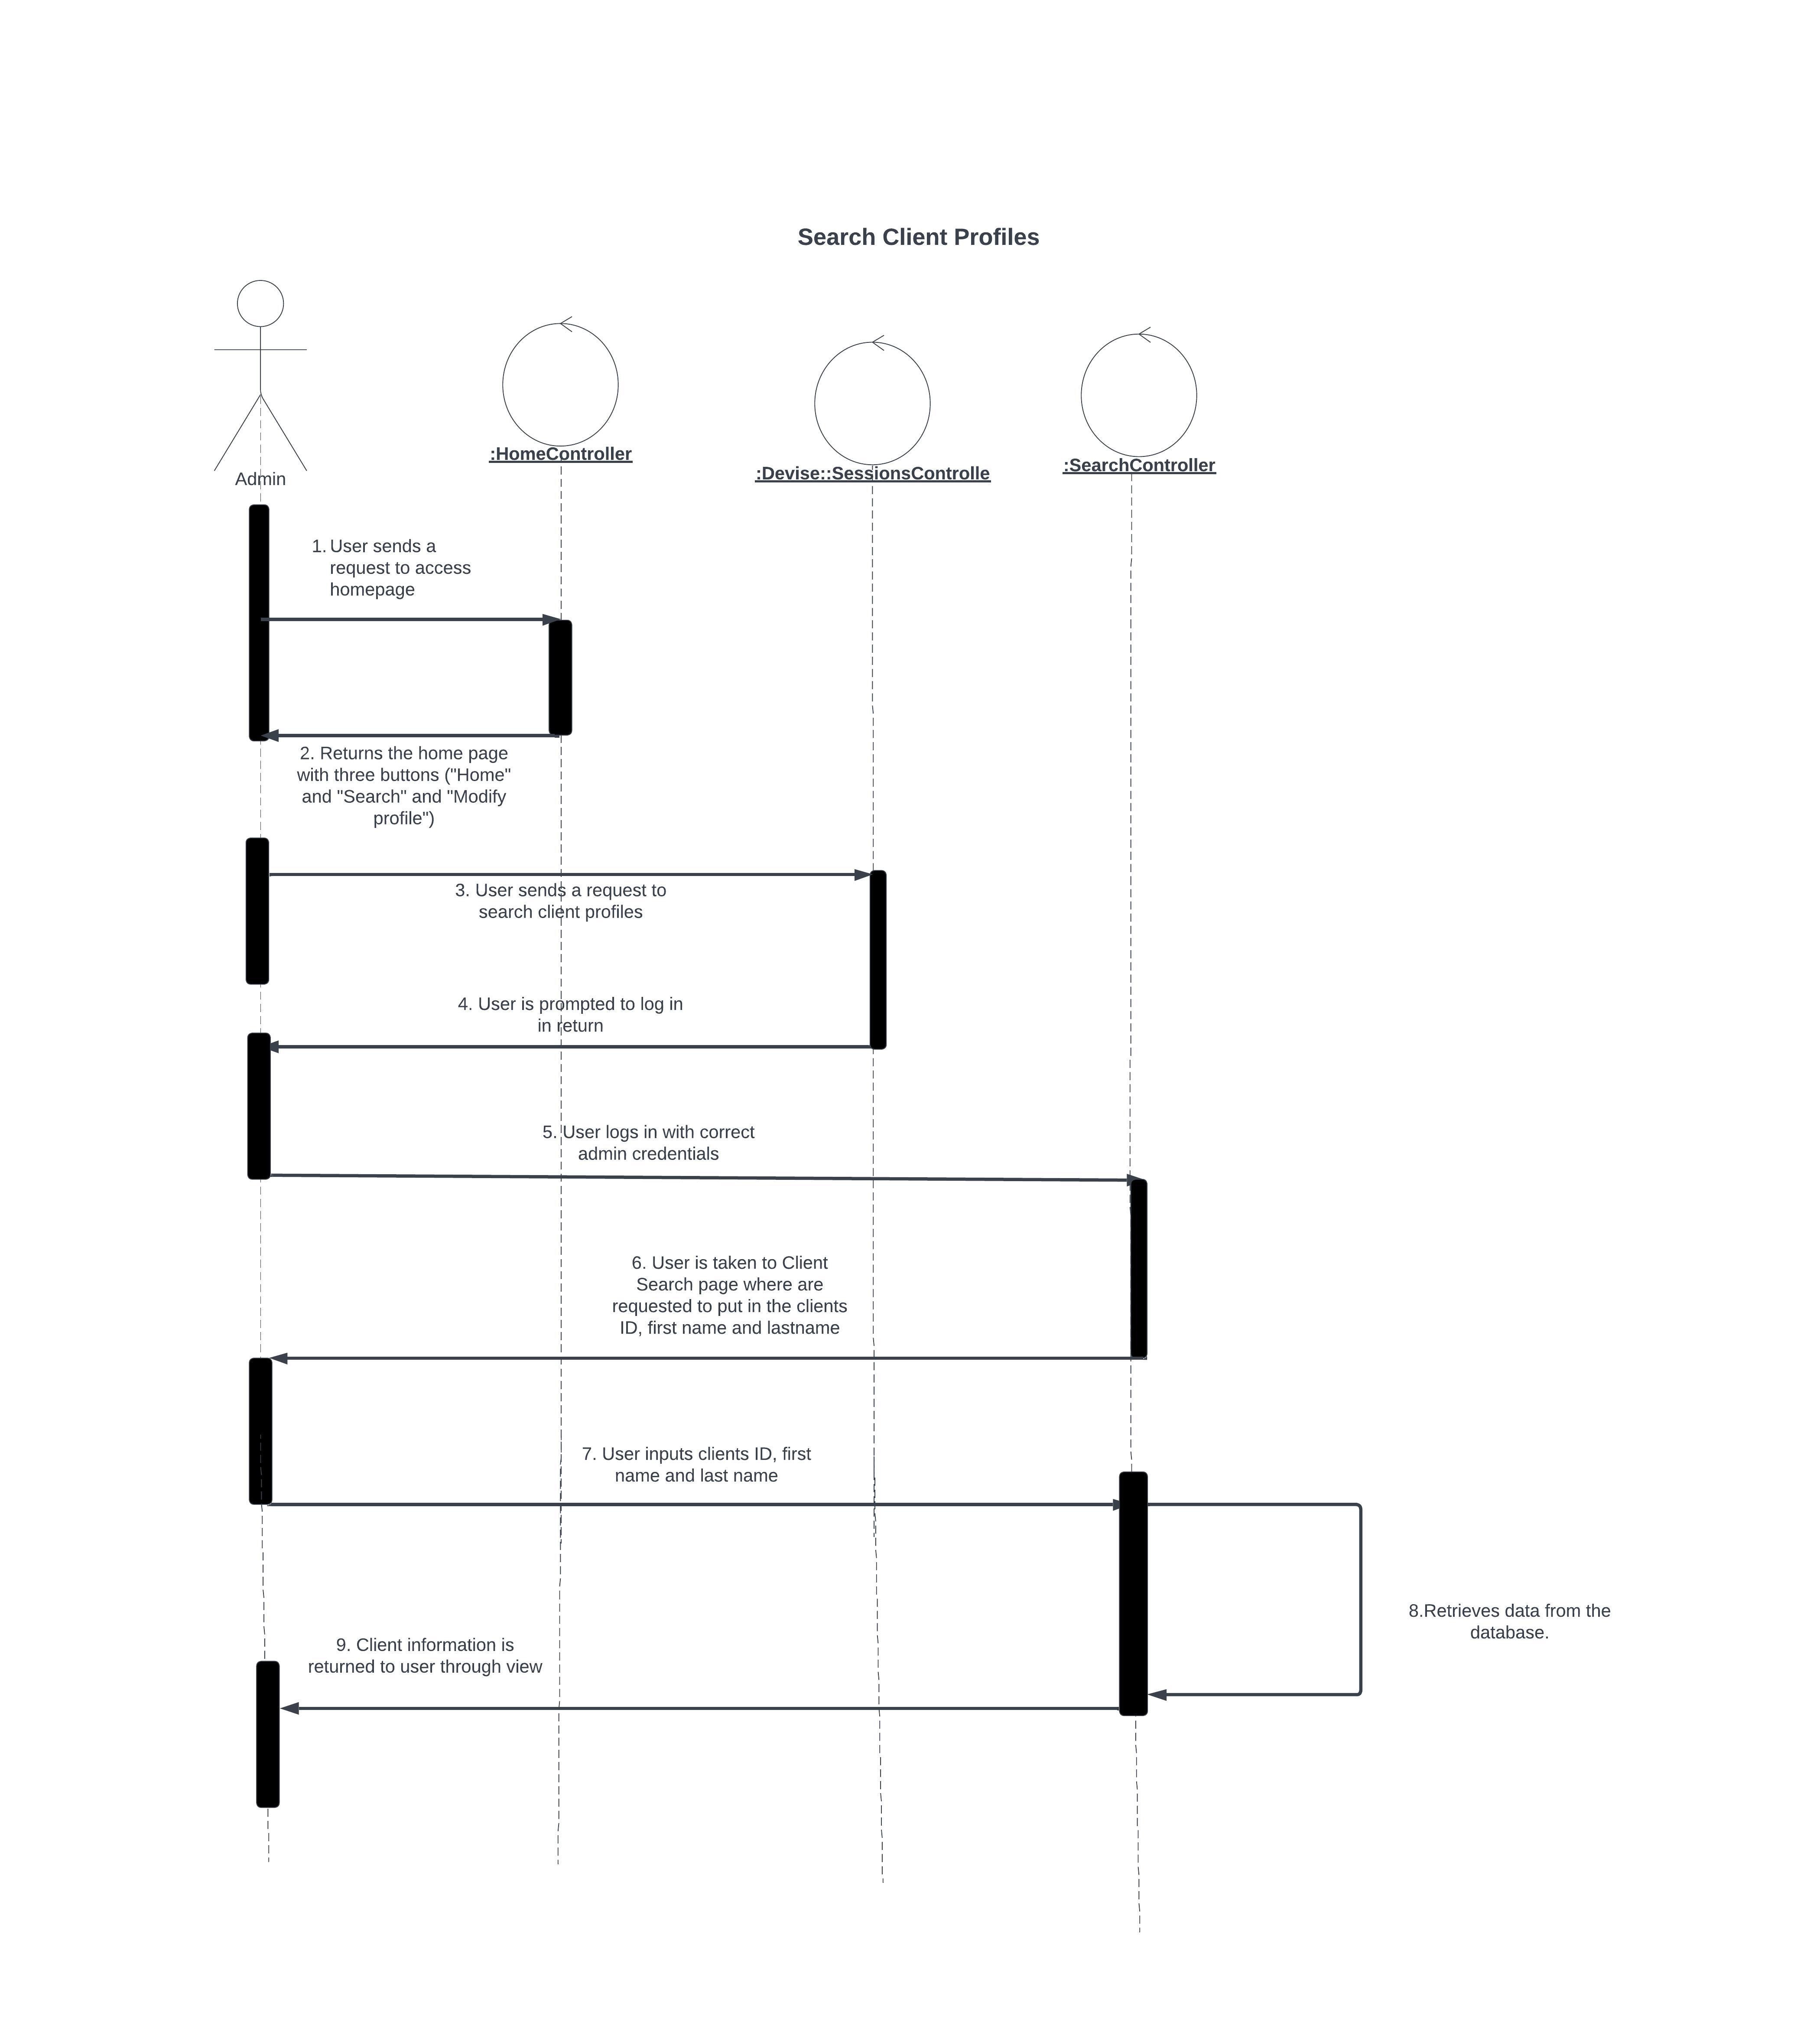 Search Client Profiles
:HomeController
:SearchController
:Devise::SessionsControlle
Admin
1. User sends a
request to access
homepage
2. Returns the home page
with three buttons ("Home"
and "Search" and "Modify
profile")
3. User sends a request to
search client profiles
4. User is prompted to log in
in return
5. User logs in with correct
admin credentials
6. User is taken to Client
Search page where are
requested to put in the clients
ID, first name and lastname
7. User inputs clients ID, first
name and last name
8.Retrieves data from the
database.
9. Client information is
returned to user through view